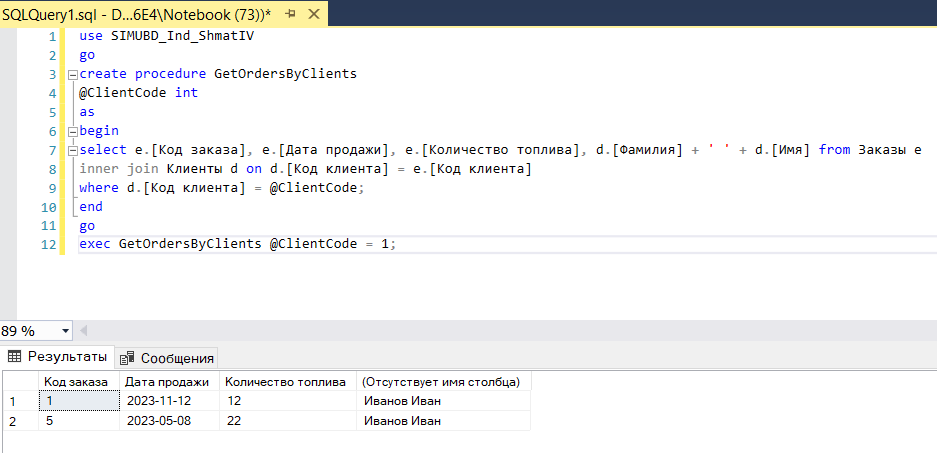 SQLQuery1.sql - D...6E4\Notebook (73))*
1 use SIMUBD_Ind_ShmatIV
2 go
3 create procedure GetOrdersByClients
4 @ClientCode int
5 as
6 begin
7 select e.[Код заказа], e.[Дата продажи], e.[Количество топлива], d.[Фамилия] + ' ' + d.[Имя] from Заказы e
8 inner join Клиенты d on d.[Код клиента] = e.[Код клиента]
9 where d.[Код клиента] = @ClientCode;
10 end
11 go
12 exec GetOrdersByClients @ClientCode = 1;
89 %
Результаты Сообщения
Код заказа Дата продажи Количество топлива (Отсутствует имя столбца)
1 1 2023-11-12 12 Иванов Иван
2 5 2023-05-08 22 Иванов Иван